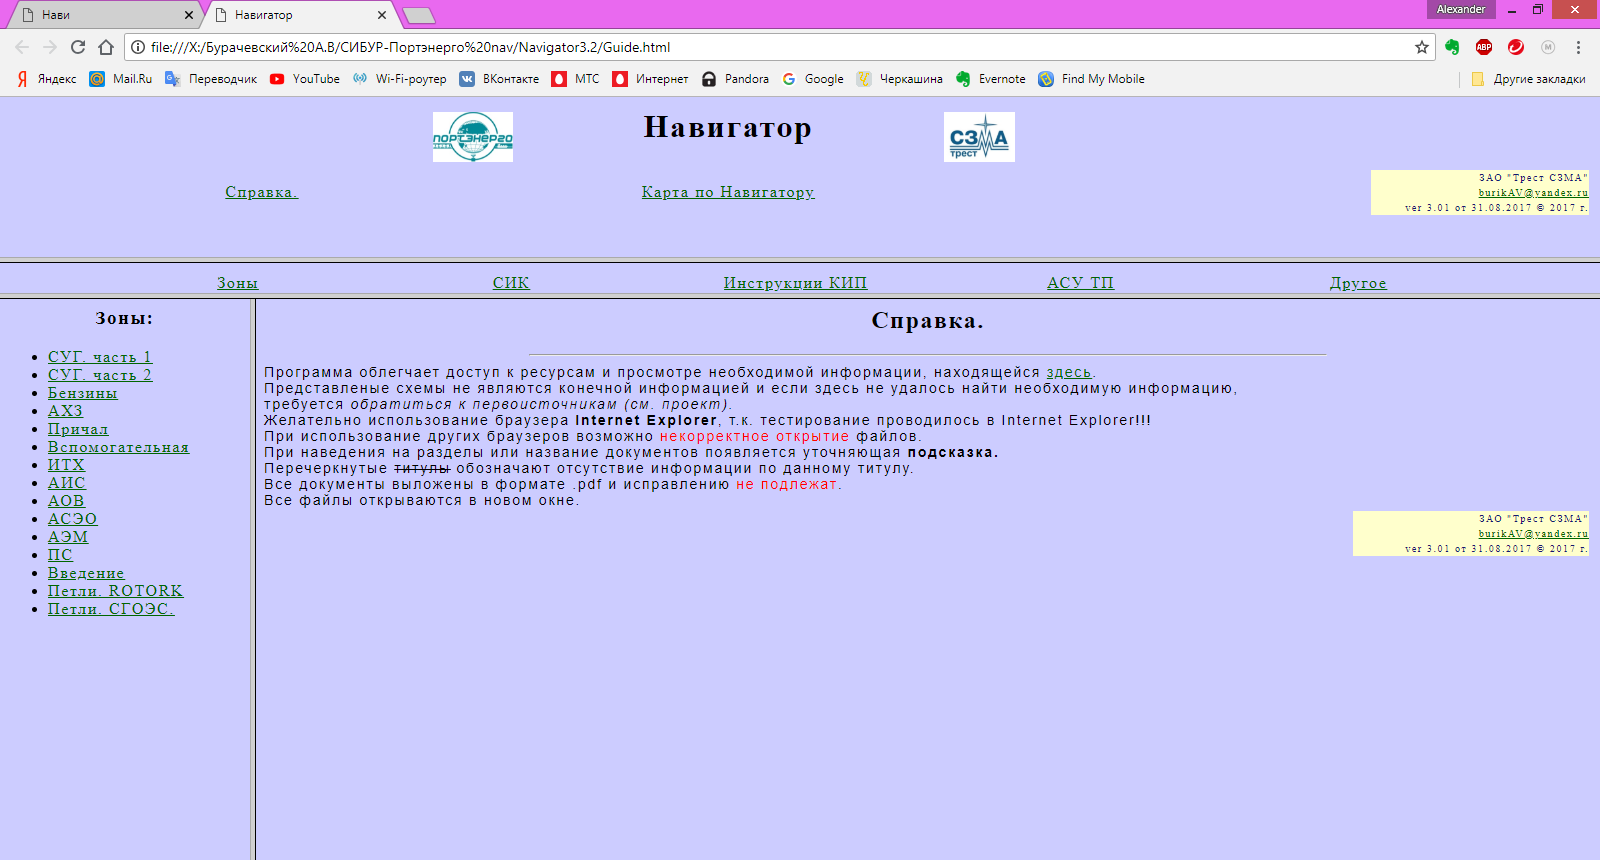 Нави
Навигатор
Alexander
file:///X:/Бурачевский%20А.В/СИБУР-Портэнерго%20nav/Navigator3.2/Guide.html
ABP
Яндекс Mail.Ru Переводчик YouTube Wi-Fi-роутер ВКонтакте МТС Интернет Pandora Google Черкашина Evernote Find My Mobile Другие закладки
ПОРТЭНЕРГО
Навигатор
СЗМА
ТРЕСТ
Справка.
Карта по Навигатору
ЗАО "Трест СЗМА"
burikAV@yandex.ru
ver 3.01 от 31.08.2017 © 2017 г.
Зоны СИК Инструкции КИП АСУ ТП Другое
Зоны:
СУГ. часть 1
СУГ. часть 2
Бензины
АХЗ
Причал
Вспомогательная
ИТХ
АИС
АОВ
АСЭО
АЭМ
ПС
Введение
Петли. ROTORK
Петли. СГОЭС.
Справка.
Программа облегчает доступ к ресурсам и просмотре необходимой информации, находящейся здесь.
Представленые схемы не являются конечной информацией и если здесь не удалось найти необходимую информацию,
требуется обратиться к первоисточникам (см. проект).
Желательно использование браузера Internet Explorer, т.к. тестирование проводилось в Internet Explorer!!!
При использование других браузеров возможно некорректное открытие файлов.
При наведения на разделы или название документов появляется уточняющая подсказка.
Перечеркнутые титулы обозначают отсутствие информации по данному титулу.
Все документы выложены в формате .pdf и исправлению не подлежат.
Все файлы открываются в новом окне.
ЗАО "Трест СЗМА"
burikAV@yandex.ru
ver 3.01 от 31.08.2017 © 2017 г.